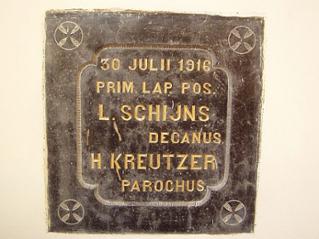 30 JULII 1916
PRIM. LAP. POS.
L. SCHIJNS
DECANUS
H. KREUTZER
PAROCHUS